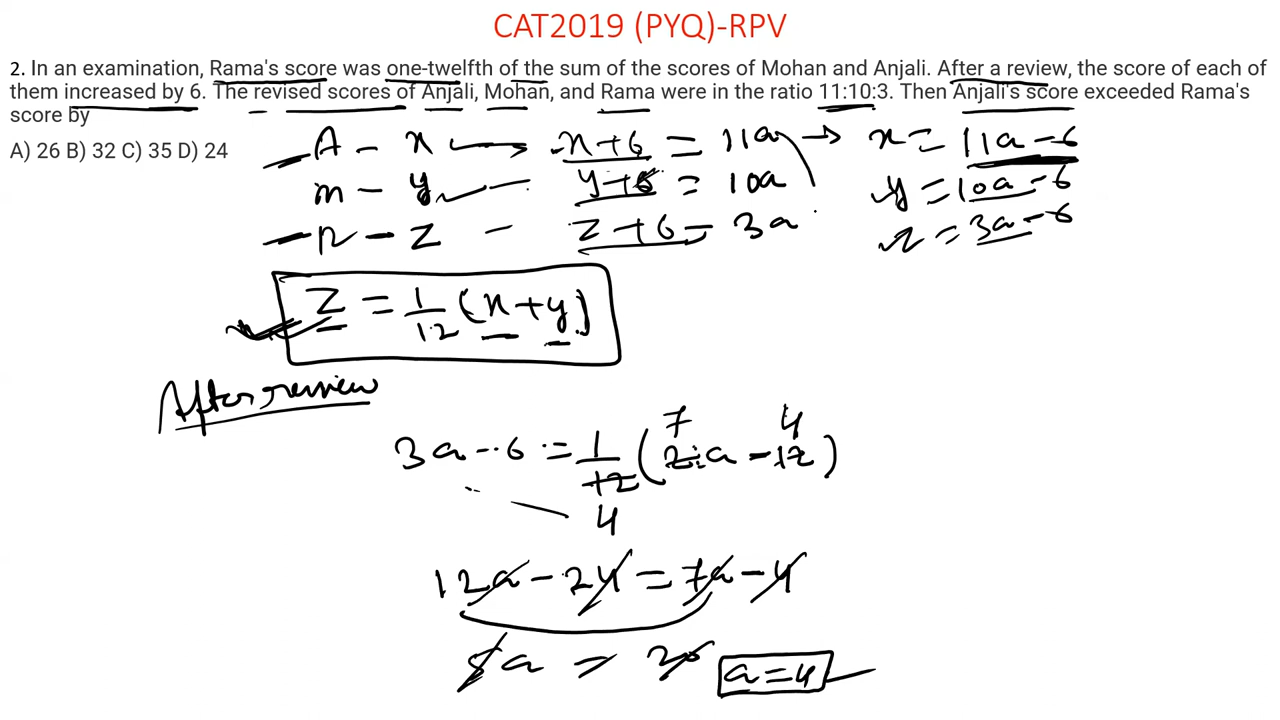 CAT2019 (PYQ)-RPV
2. In an examination, Rama's score was one-twelfth of the sum of the scores of Mohan and Anjali. After a review, the score of each of
them increased by 6. The revised scores of Anjali, Mohan, and Rama were in the ratio 11:10:3. Then Anjali's score exceeded Rama's
score by
A) 26 B) 32 C) 35 D) 24
A - x → x+6 = 11a → x = 11a-6
m - y - y+6 = 10a y = 10a-6
R - z - z+6 = 3a z = 3a-6
z = 1/12 (x+y)
After review
7 4
3a-6 = 1/12 (21a-12)
4
12a-24 = 7a-4
5a = 20 a=4